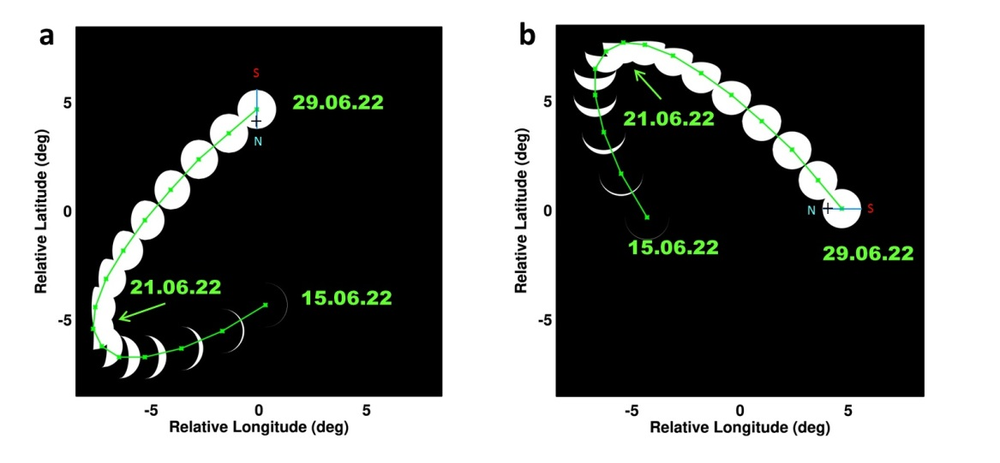 a
S
29.06.22
N
21.06.22
15.06.22
5
0
-5
Relative Latitude (deg)
-5 0 5
Relative Longitude (deg)
b
21.06.22
N S
15.06.22
29.06.22
5
0
-5
Relative Latitude (deg)
-5 0 5
Relative Longitude (deg)